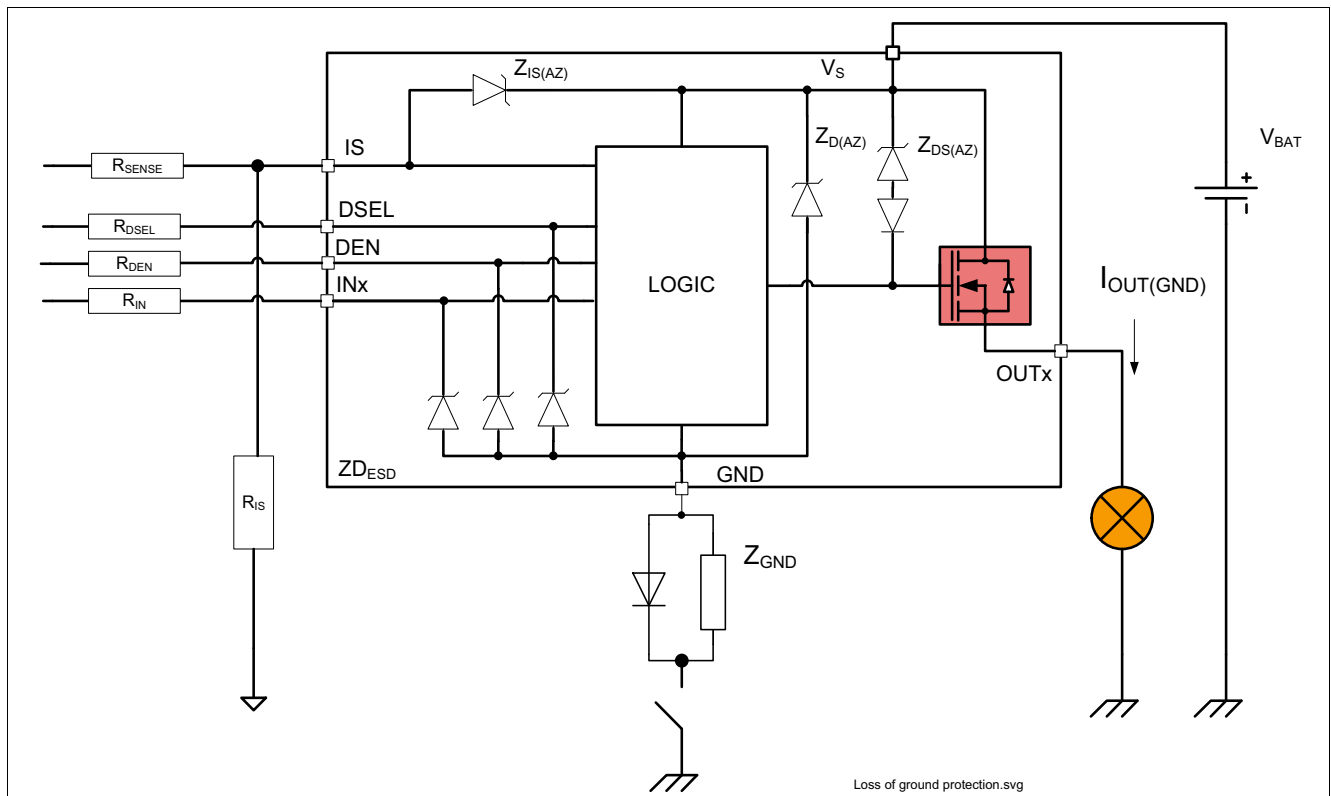 ZIS(AZ)
VS
ZD(AZ)
ZDS(AZ)
VBAT
IS
RSENSE
DSEL
RDSEL
DEN
RDEN
INx
RIN
LOGIC
IOUT(GND)
OUTx
ZDESD
GND
RIS
ZGND
Loss of ground protection.svg